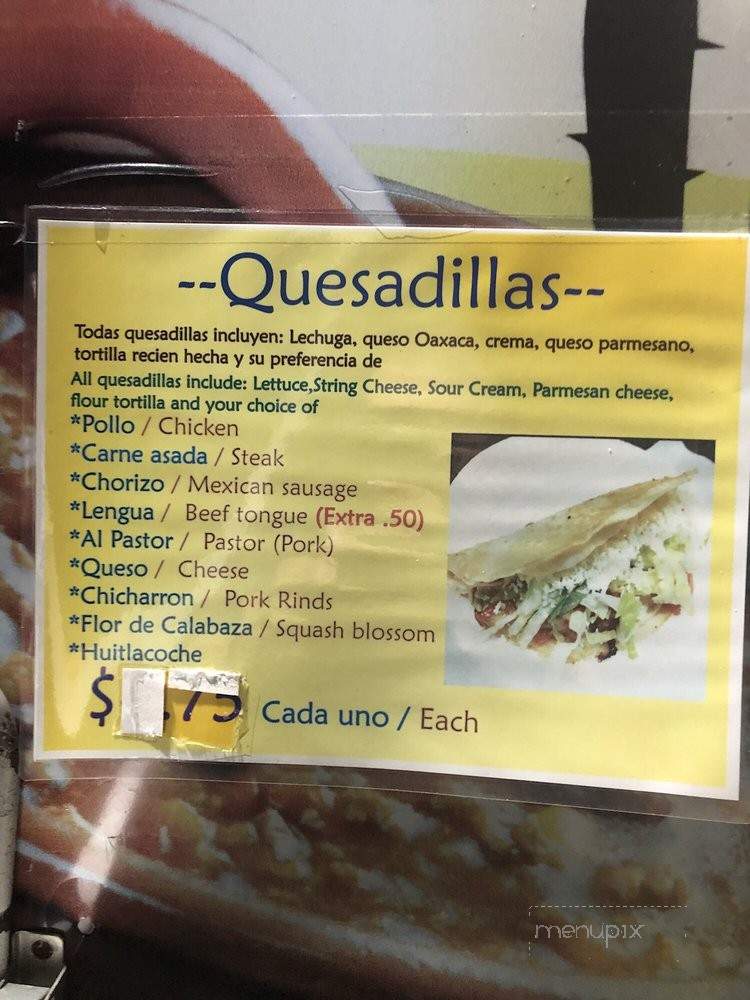 --Quesadillas--
Todas quesadillas incluyen: Lechuga, queso Oaxaca, crema, queso parmesano,
tortilla recien hecha y su preferencia de
All quesadillas include: Lettuce,String Cheese, Sour Cream, Parmesan cheese,
flour tortilla and your choice of
*Pollo / Chicken
*Carne asada / Steak
*Chorizo / Mexican sausage
*Lengua / Beef tongue (Extra .50)
*Al Pastor / Pastor (Pork)
*Queso / Cheese
*Chicharron / Pork Rinds
*Flor de Calabaza / Squash blossom
*Huitlacoche
$ .75 Cada uno / Each
menupix